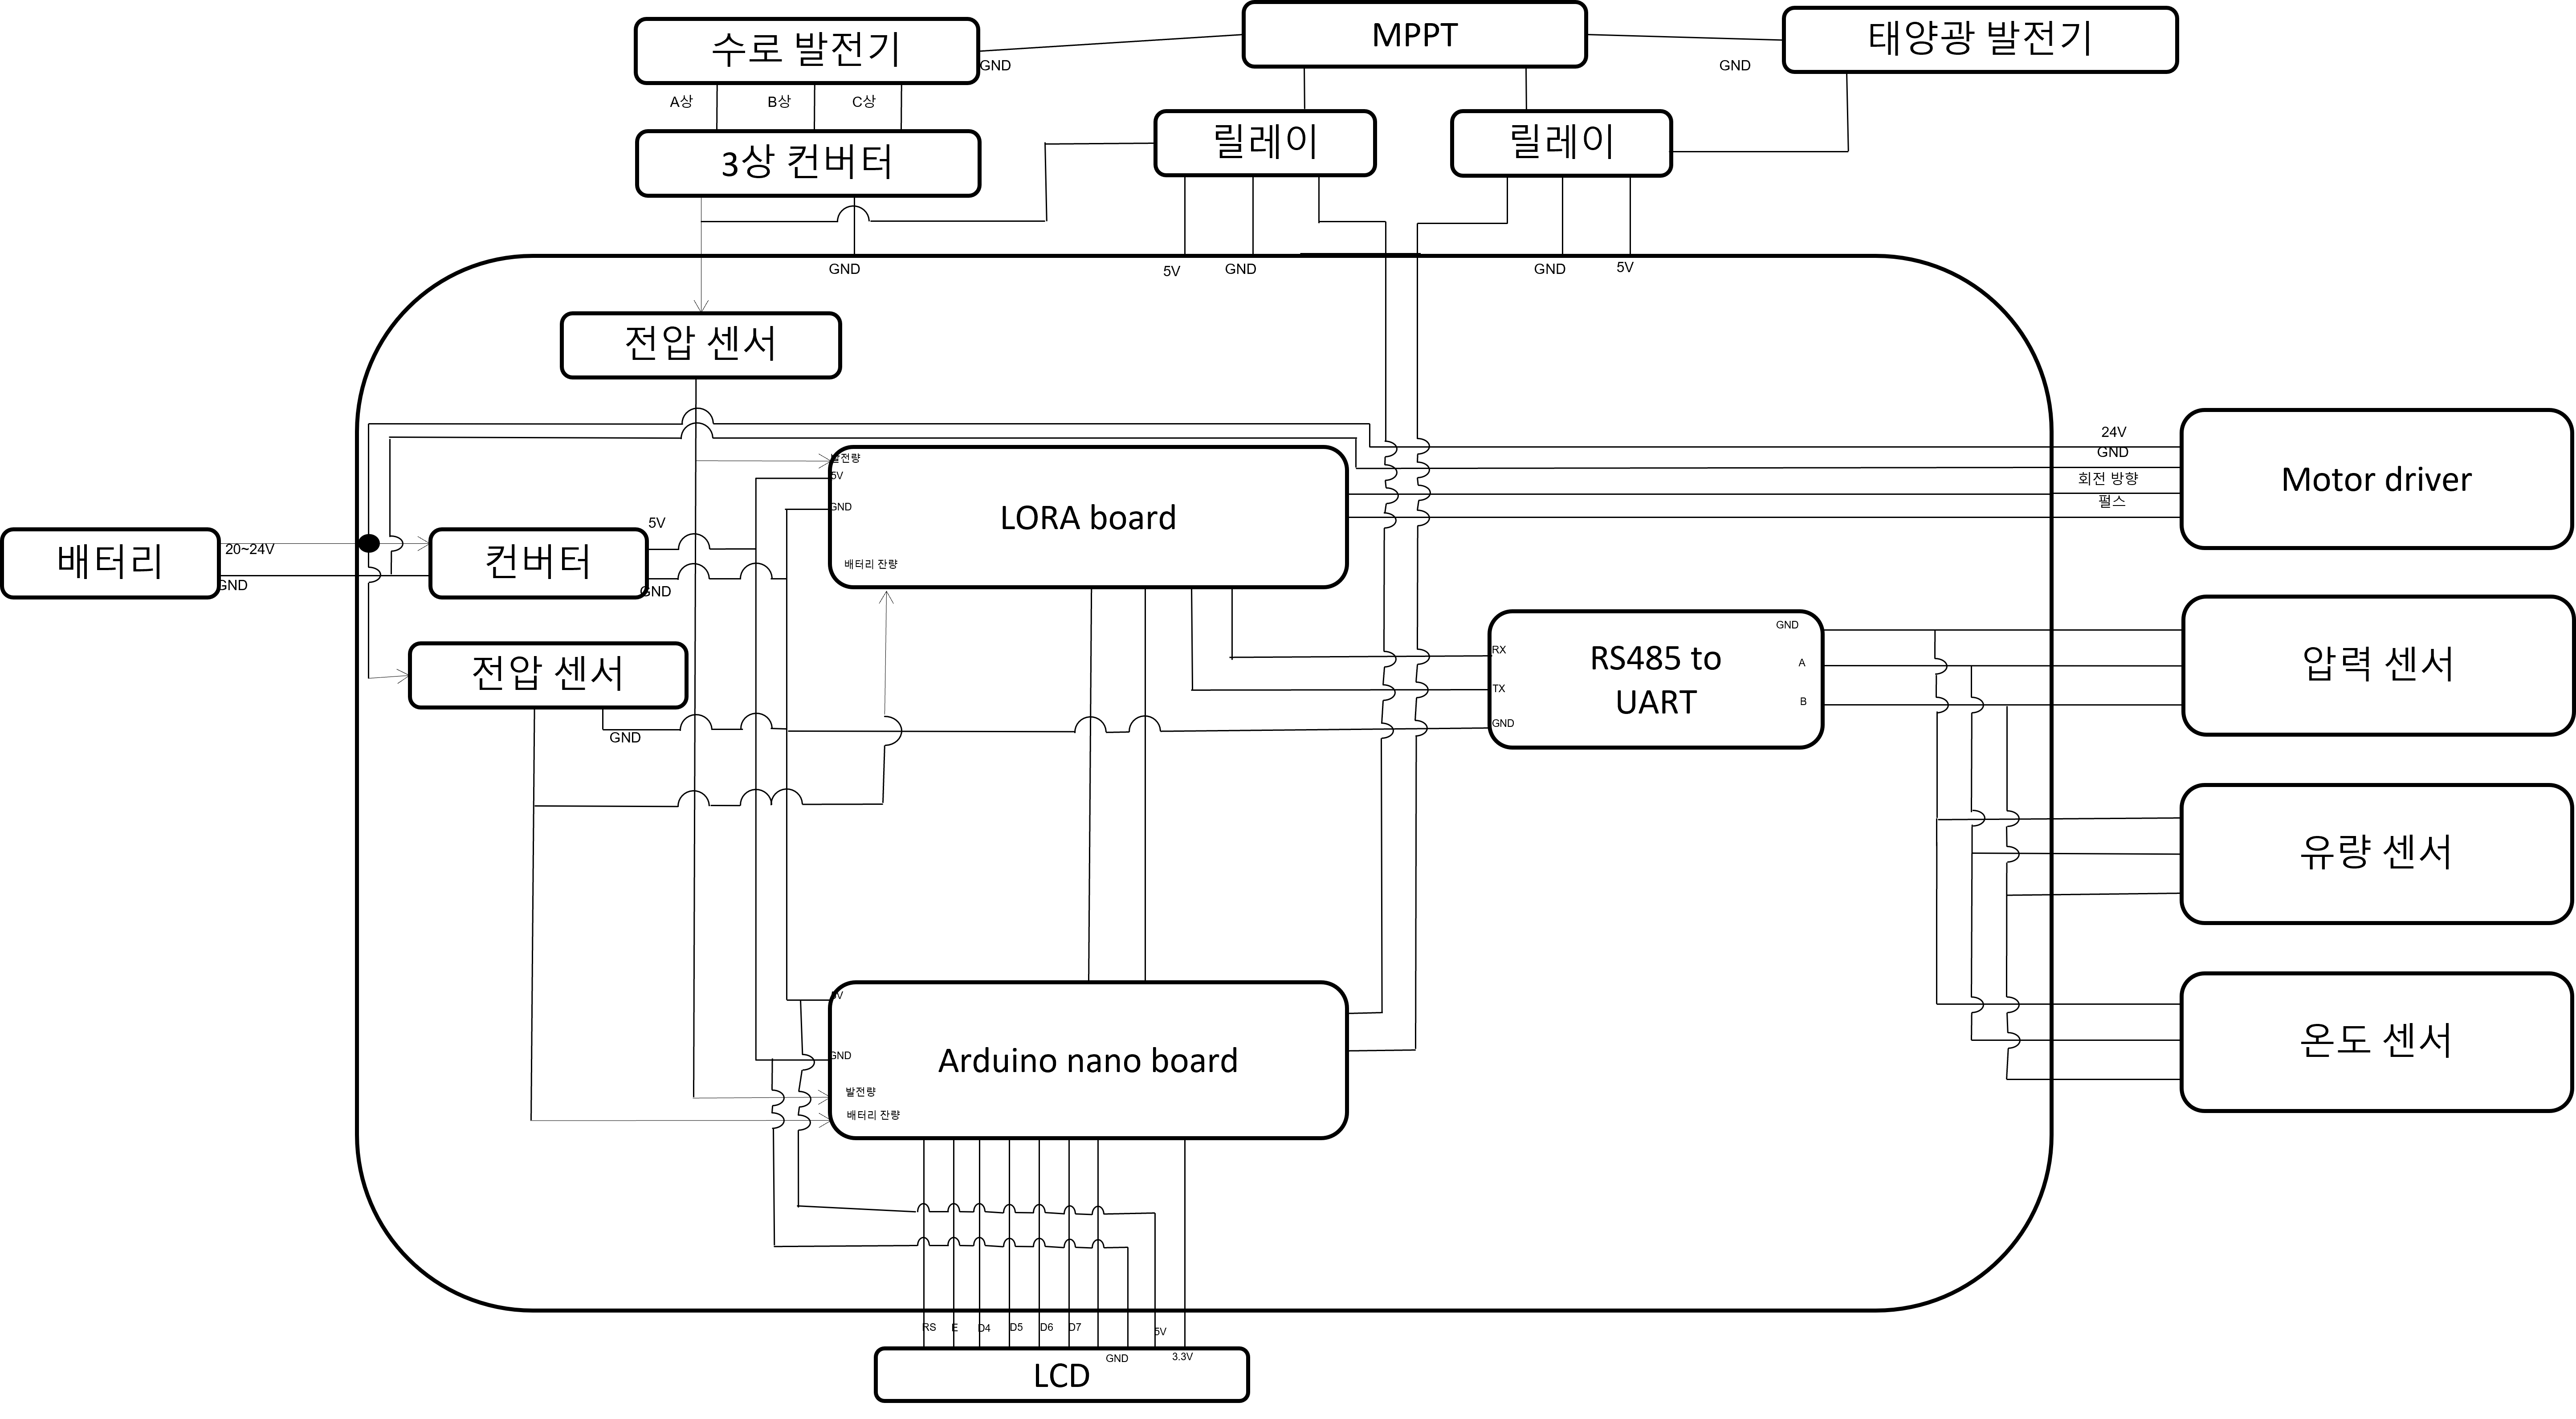 수로 발전기
MPPT
태양광 발전기
GND
GND
A상
B상
C상
3상 컨버터
릴레이
릴레이
GND
5V
GND
GND
5V
전압 센서
24V
GND
회전 방향
펄스
Motor driver
발전량
5V
GND
LORA board
배터리 잔량
배터리
20~24V
GND
컨버터
5V
GND
전압 센서
GND
RX
TX
GND
RS485 to
UART
GND
A
B
압력 센서
유량 센서
온도 센서
5V
GND
Arduino nano board
발전량
배터리 잔량
RS
E
D4
D5
D6
D7
GND
5V
3.3V
LCD